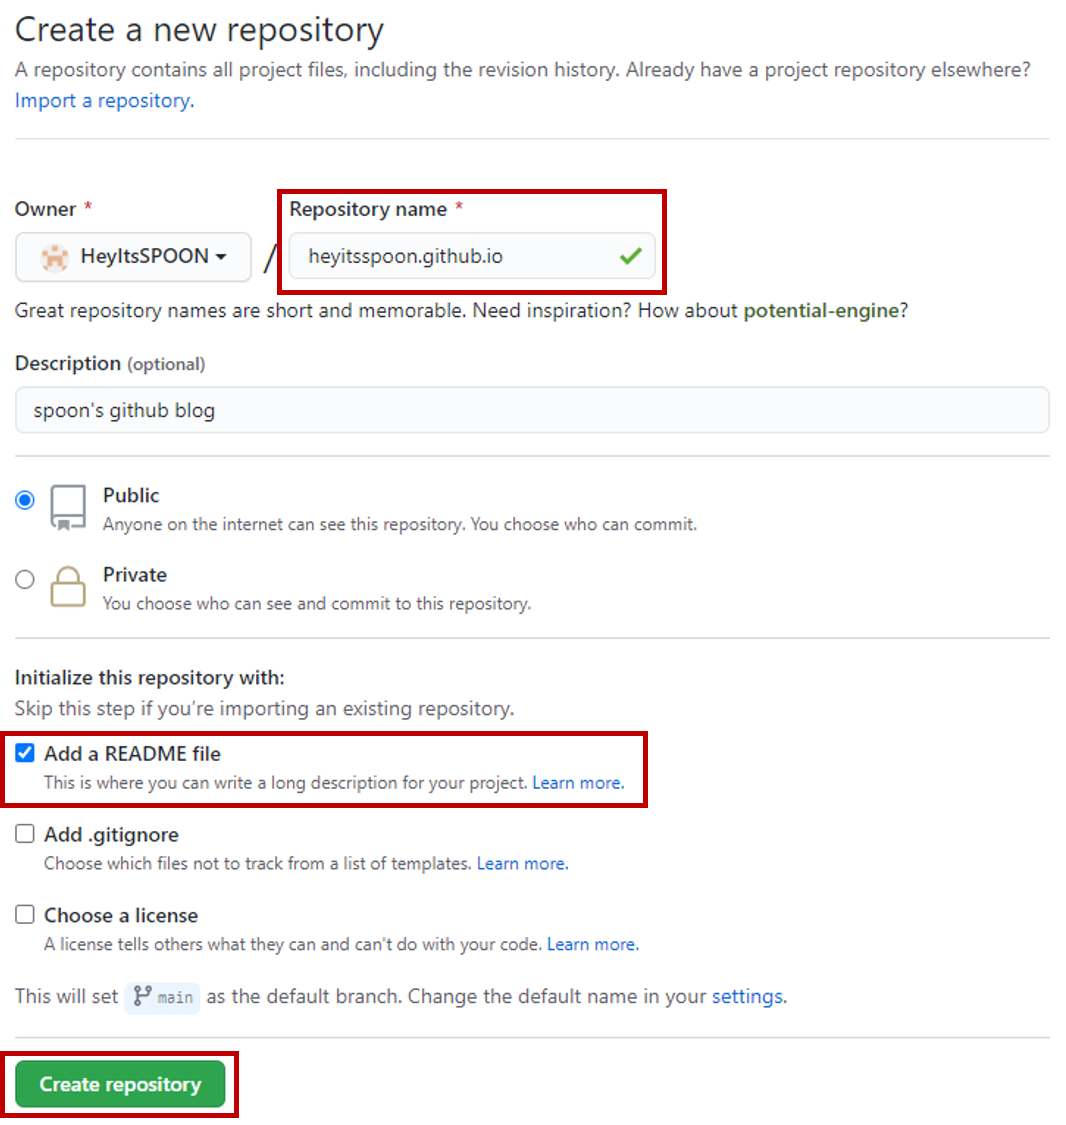 Create a new repository
A repository contains all project files, including the revision history. Already have a project repository elsewhere?
Import a repository.
Owner *
Repository name *
HeyItsSPOON
/
heyitsspoon.github.io
Great repository names are short and memorable. Need inspiration? How about potential-engine?
Description (optional)
spoon's github blog
Public
Anyone on the internet can see this repository. You choose who can commit.
Private
You choose who can see and commit to this repository.
Initialize this repository with:
Skip this step if you’re importing an existing repository.
Add a README file
This is where you can write a long description for your project. Learn more.
Add .gitignore
Choose which files not to track from a list of templates. Learn more.
Choose a license
A license tells others what they can and can't do with your code. Learn more.
This will set main as the default branch. Change the default name in your settings.
Create repository